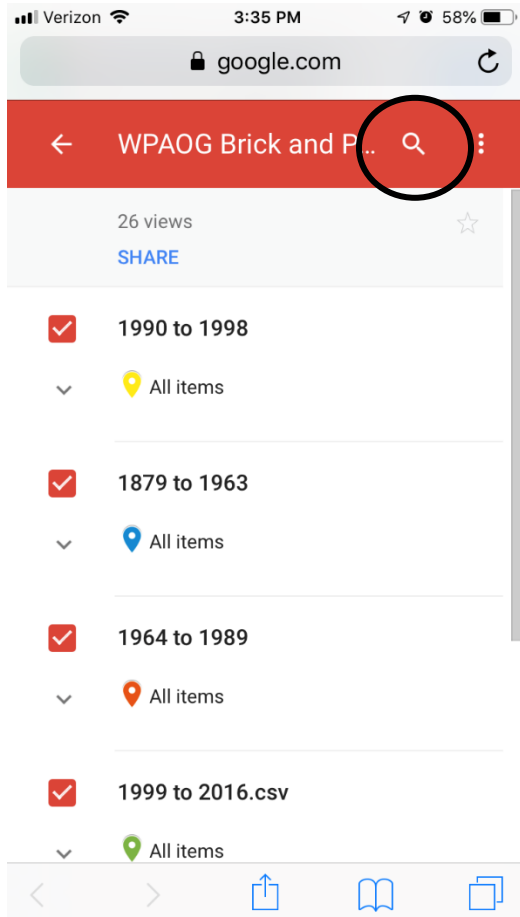 Verizon 3:35 PM 58%
google.com
WPAOG Brick and P...
26 views
SHARE
1990 to 1998
All items
1879 to 1963
All items
1964 to 1989
All items
1999 to 2016.csv
All items